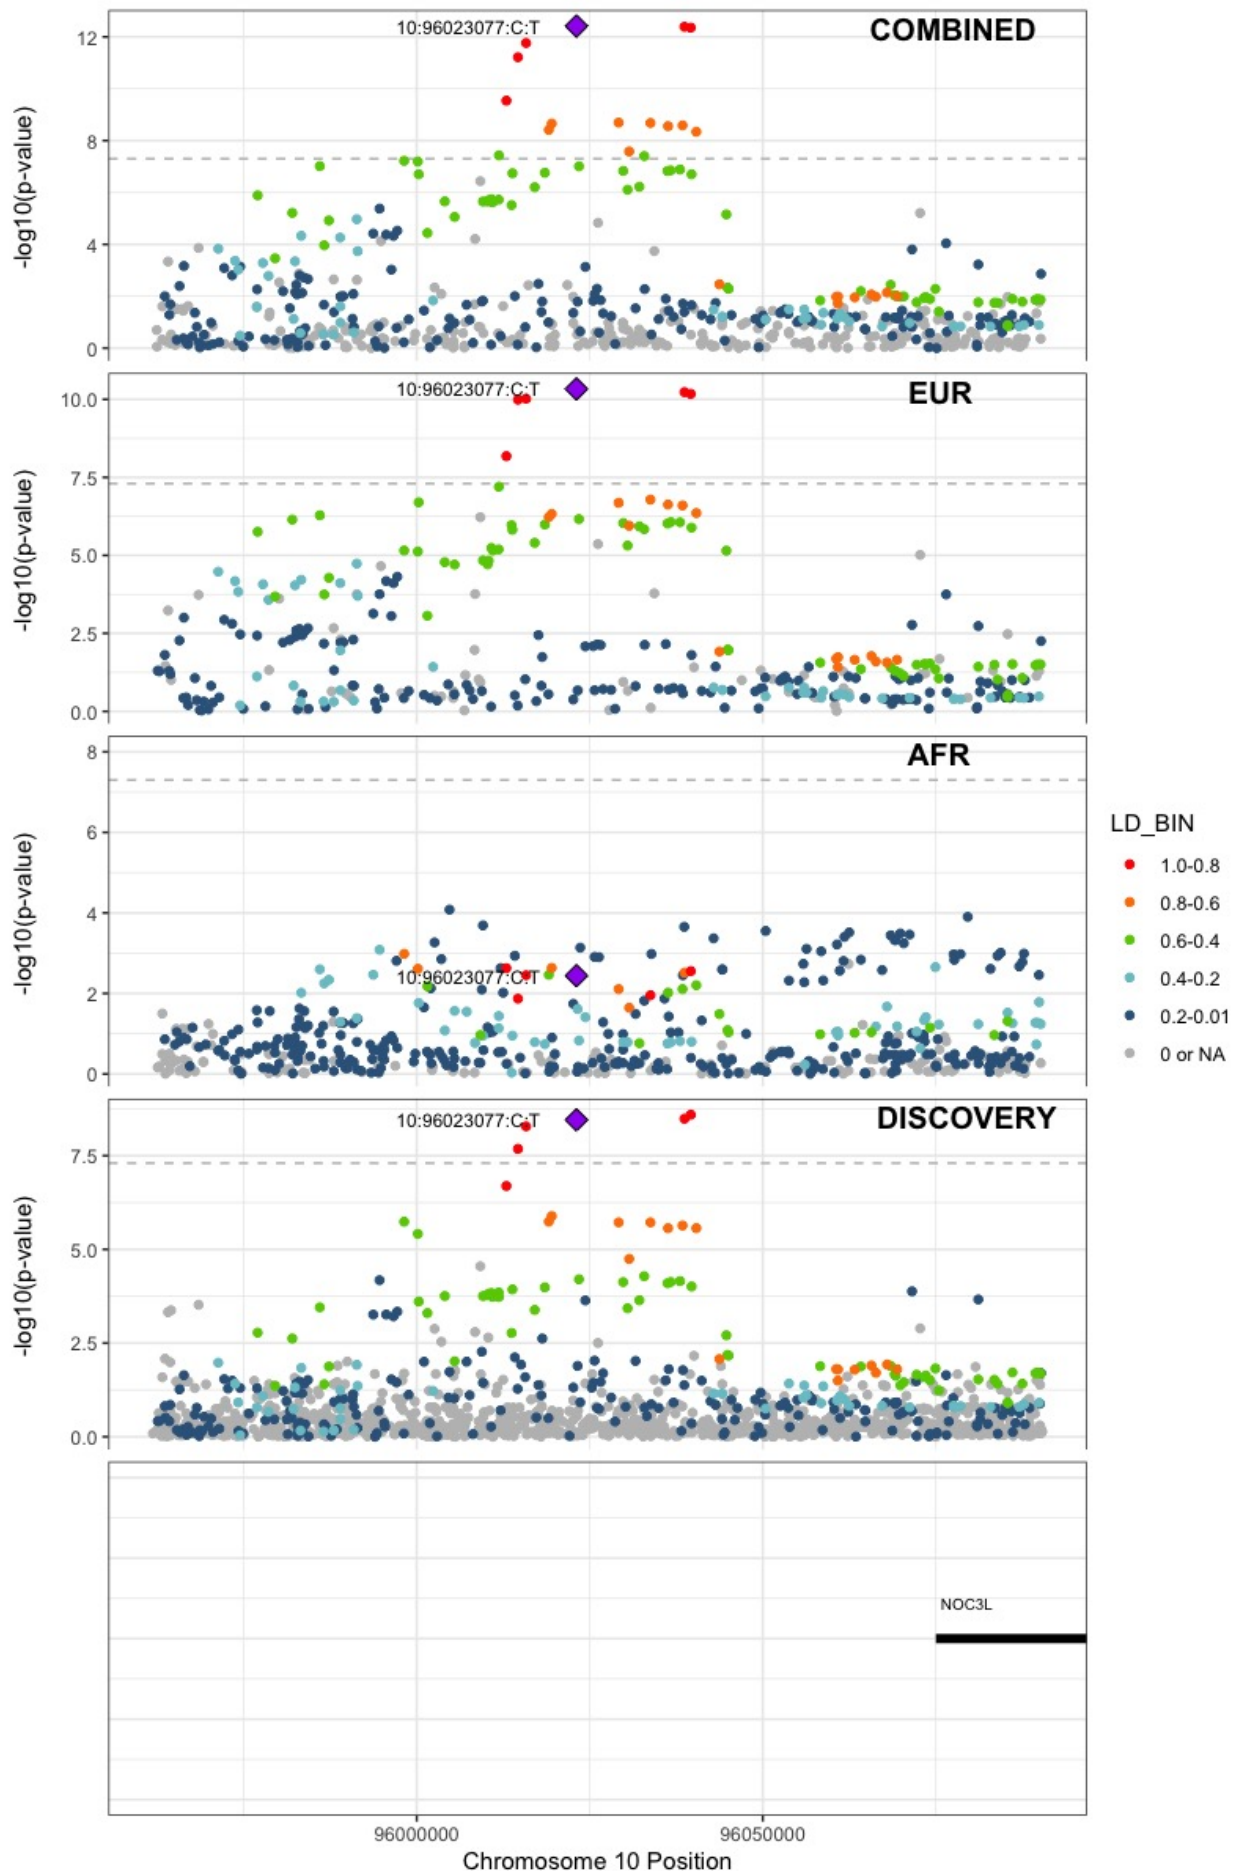 COMBINED
10:96023077:C:T
12
8
4
0
-log10(p-value)
EUR
10:96023077:C:T
10.0
7.5
5.0
2.5
0.0
-log10(p-value)
AFR
8
6
4
10:96023077:C:T
2
0
-log10(p-value)
LD_BIN
1.0-0.8
0.8-0.6
0.6-0.4
0.4-0.2
0.2-0.01
0 or NA
DISCOVERY
10:96023077:C:T
7.5
5.0
2.5
0.0
-log10(p-value)
NOC3L
96000000 96050000
Chromosome 10 Position